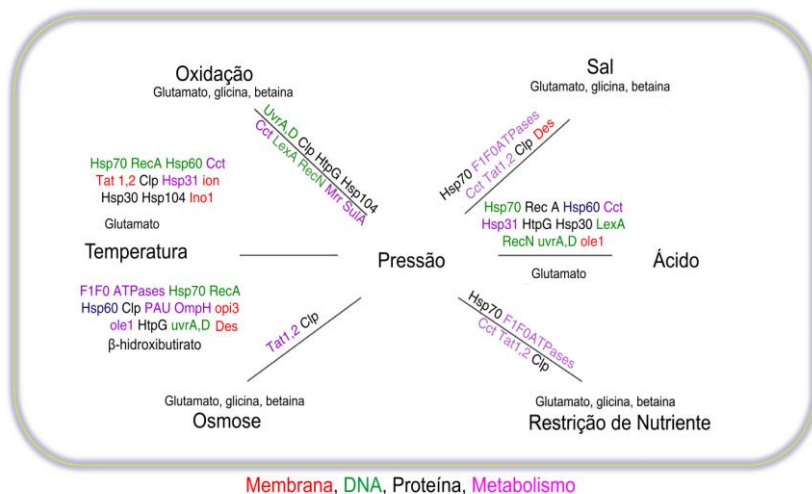 Oxidação
Glutamato, glicina, betaina
Sal
Glutamato, glicina, betaina
UvrA,D Clp HtpG Hsp104
Cct LexA RecN Mrr SulA
Hsp70 F1F0ATPases
Cct Tat1,2 Clp Des
Hsp70 RecA Hsp60 Cct
Tat 1,2 Clp Hsp31 ion
Hsp30 Hsp104 Ino1
Glutamato
Temperatura
F1F0 ATPases Hsp70 RecA
Hsp60 Clp PAU OmpH opi3
ole1 HtpG uvrA,D Des
β-hidroxibutirato
Pressão
Hsp70 Rec A Hsp60 Cct
Hsp31 HtpG Hsp30 LexA
RecN uvrA,D ole1
Glutamato
Ácido
Tat1,2 Clp
Hsp70 F1F0ATPases
Cct Tat1,2 Clp
Glutamato, glicina, betaina
Osmose
Glutamato, glicina, betaina
Restrição de Nutriente
Membrana, DNA, Proteína, Metabolismo